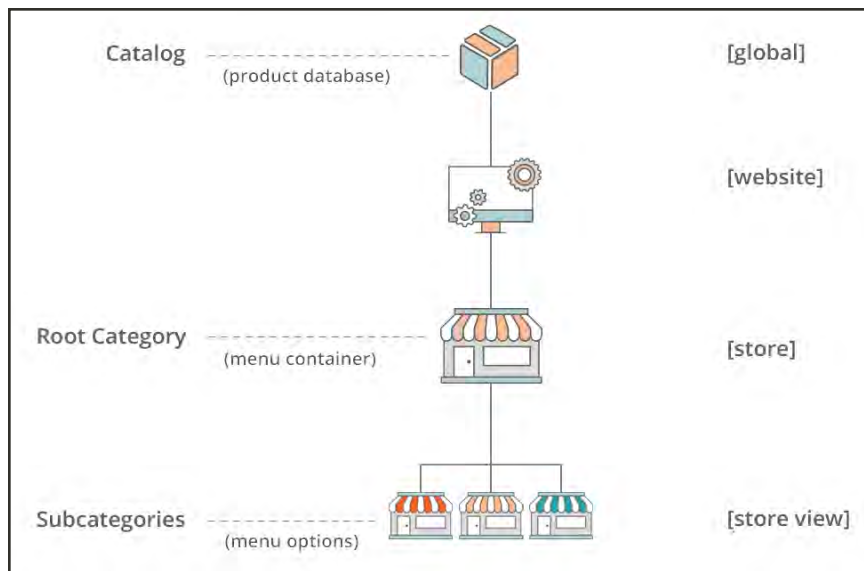 Catalog
(product database)
[global]
[website]
Root Category
(menu container)
[store]
Subcategories
(menu options)
[store view]